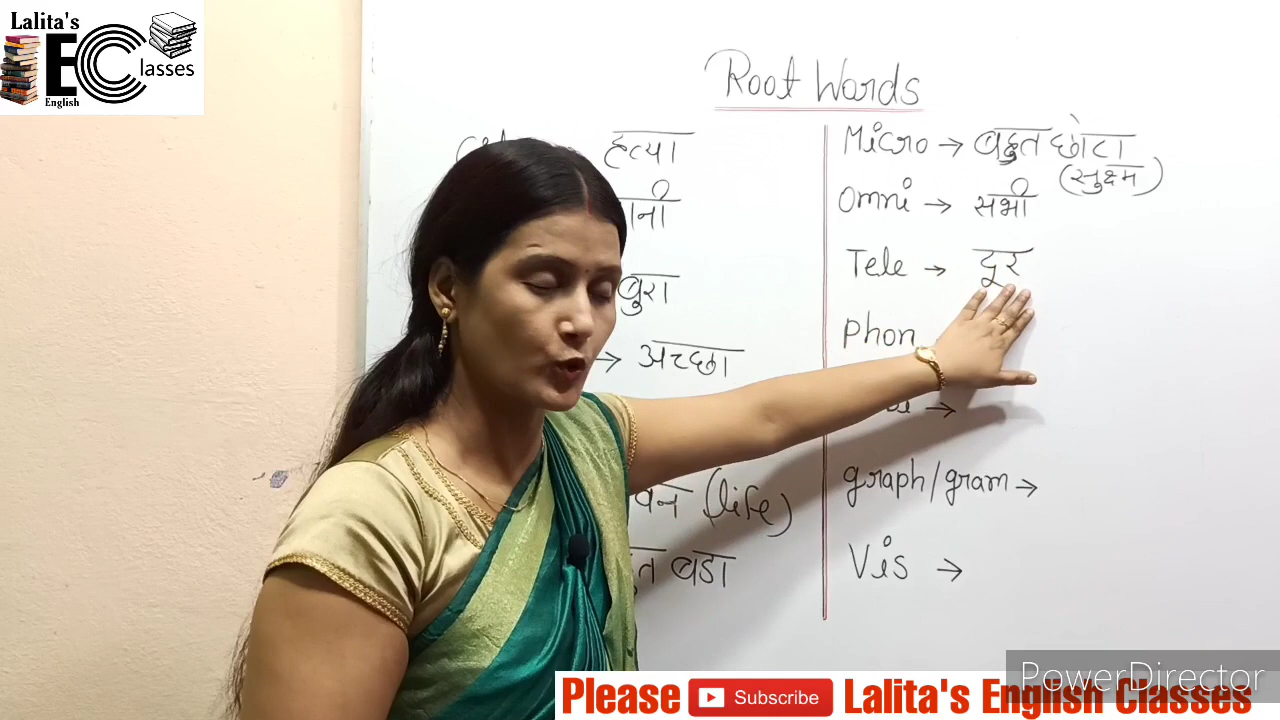 Lalita's
EC
lasses
English
Root Words
हत्या
बुरा
→ अच्छा
(life)
बडा
Micro → बहुत छोटा
(सुक्ष्म)
Omni → सभी
Tele → दूर
Phon
→
graph/gram →
Vis →
PowerDirector
Please Subscribe Lalita's English Classes